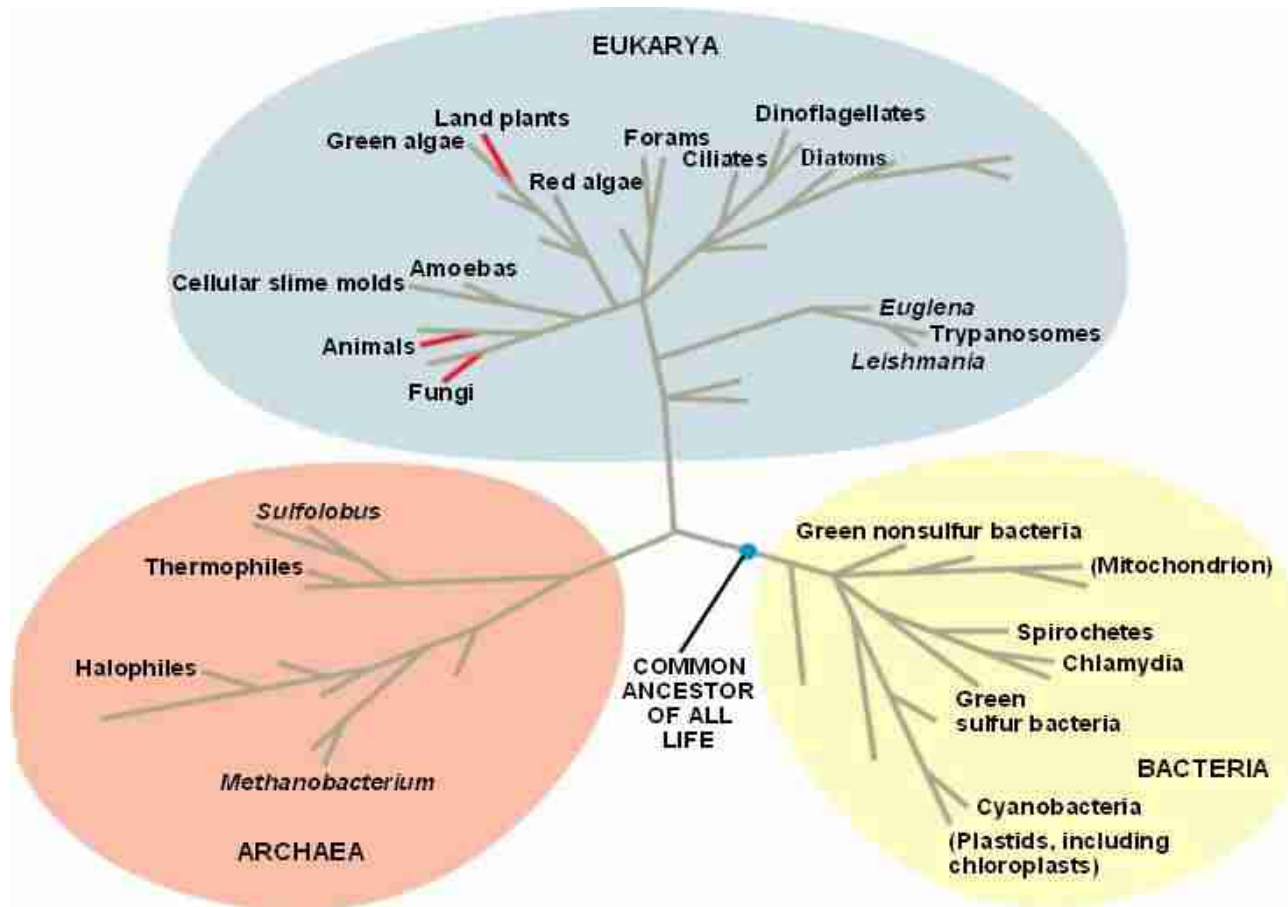 EUKARYA
Land plants
Green algae
Red algae
Forams
Ciliates
Dinoflagellates
Diatoms
Amoebas
Cellular slime molds
Animals
Fungi
Euglena
Trypanosomes
Leishmania
Sulfolobus
Thermophiles
Halophiles
Methanobacterium
ARCHAEA
COMMON
ANCESTOR
OF ALL
LIFE
Green nonsulfur bacteria
(Mitochondrion)
Spirochetes
Chlamydia
Green
sulfur bacteria
BACTERIA
Cyanobacteria
(Plastids, including
chloroplasts)